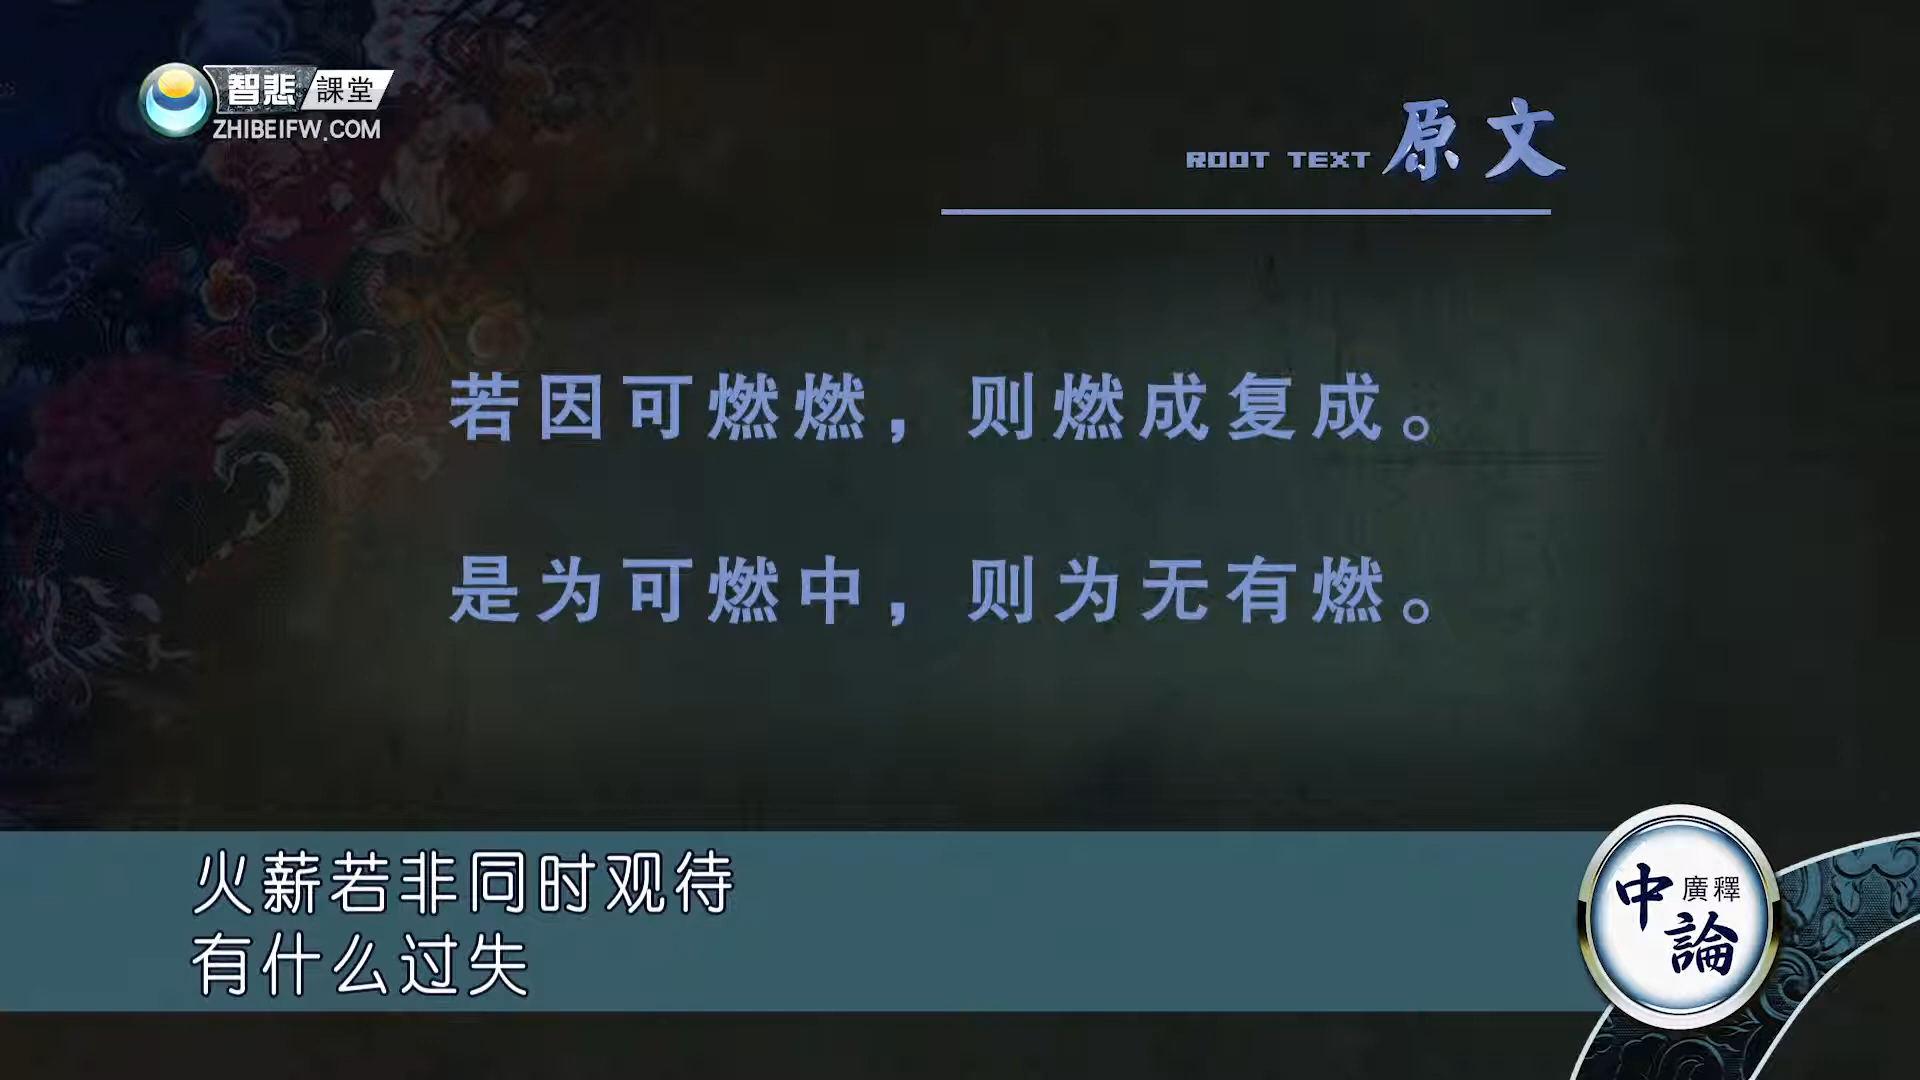 智悲 課堂
ZHIBEIFW.COM
ROOT TEXT 原文
若因可燃燃，则燃成复成。
是为可燃中，则为无有燃。
火薪若非同时观待
有什么过失
中論
廣釋